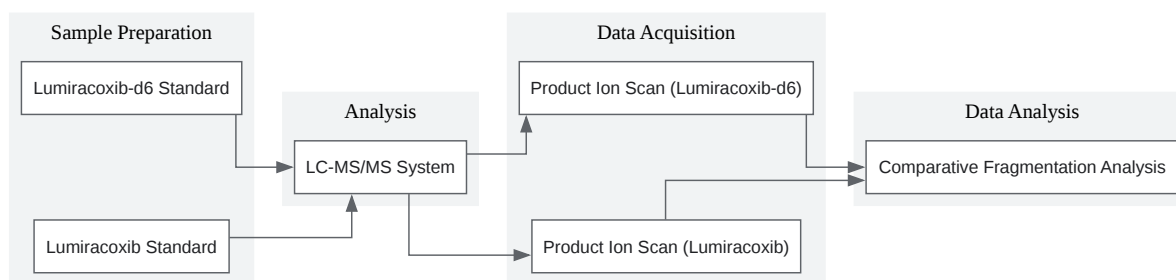 Sample Preparation
Lumiracoxib-d6 Standard
Lumiracoxib Standard
Analysis
LC-MS/MS System
Data Acquisition
Product Ion Scan (Lumiracoxib-d6)
Product Ion Scan (Lumiracoxib)
Data Analysis
Comparative Fragmentation Analysis